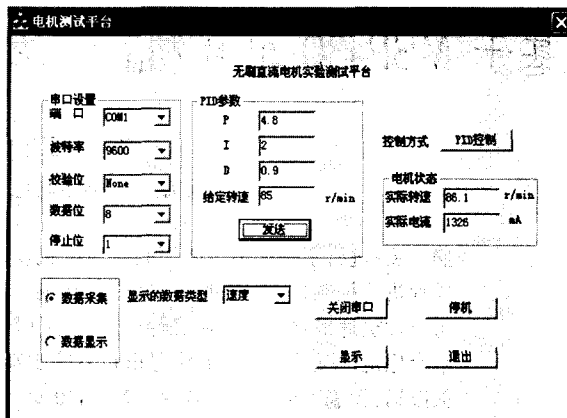 电机测试平台
无刷直流电机实验测试平台
串口设置
端 口 COM1
波特率 9600
校验位 None
数据位 8
停止位 1
PID参数
P 4.8
I 2
D 0.9
给定转速 85 r/min
发送
控制方式 PID控制
电机状态
实际转速 86.1 r/min
实际电流 1326 mA
数据采集
数据显示
显示的数据类型 速度
关闭串口
停机
显示
退出